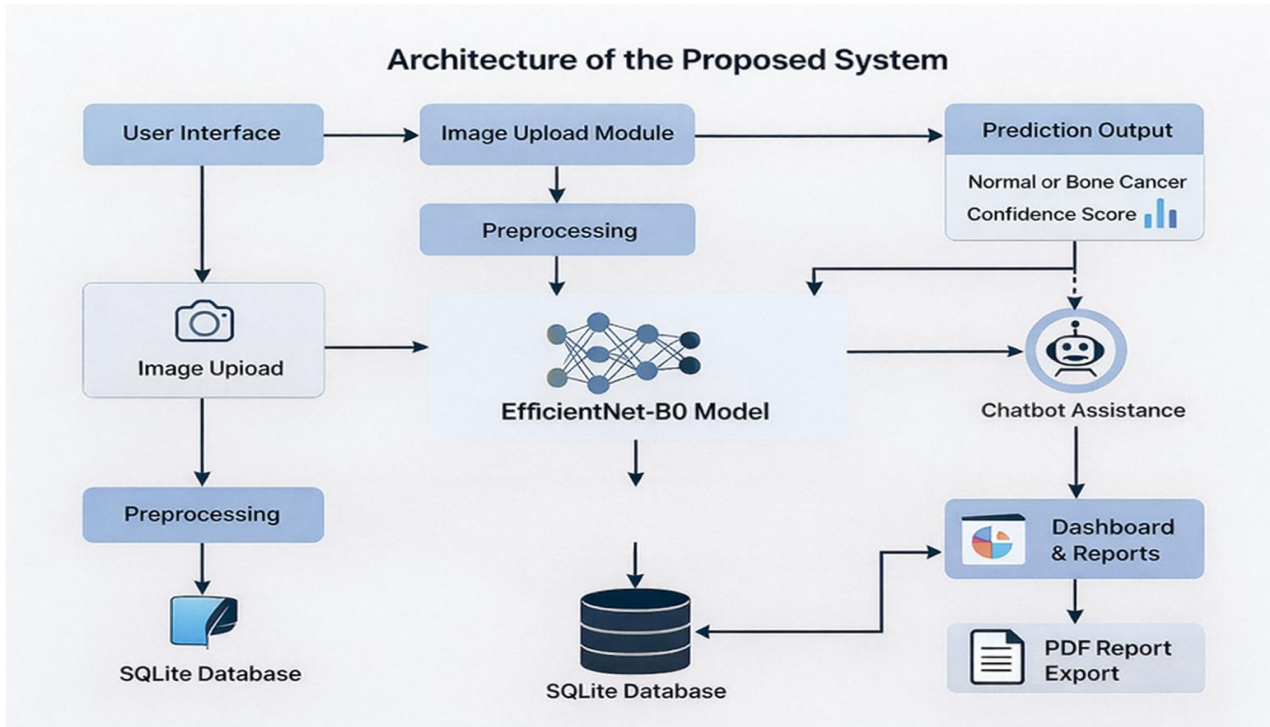 Architecture of the Proposed System
User Interface
Image Upload Module
Prediction Output
Normal or Bone Cancer
Confidence Score
Preprocessing
Image Upioad
EfficientNet-B0 Model
Chatbot Assistance
Preprocessing
Dashboard
& Reports
SQLite Database
SQLite Database
PDF Report
Export